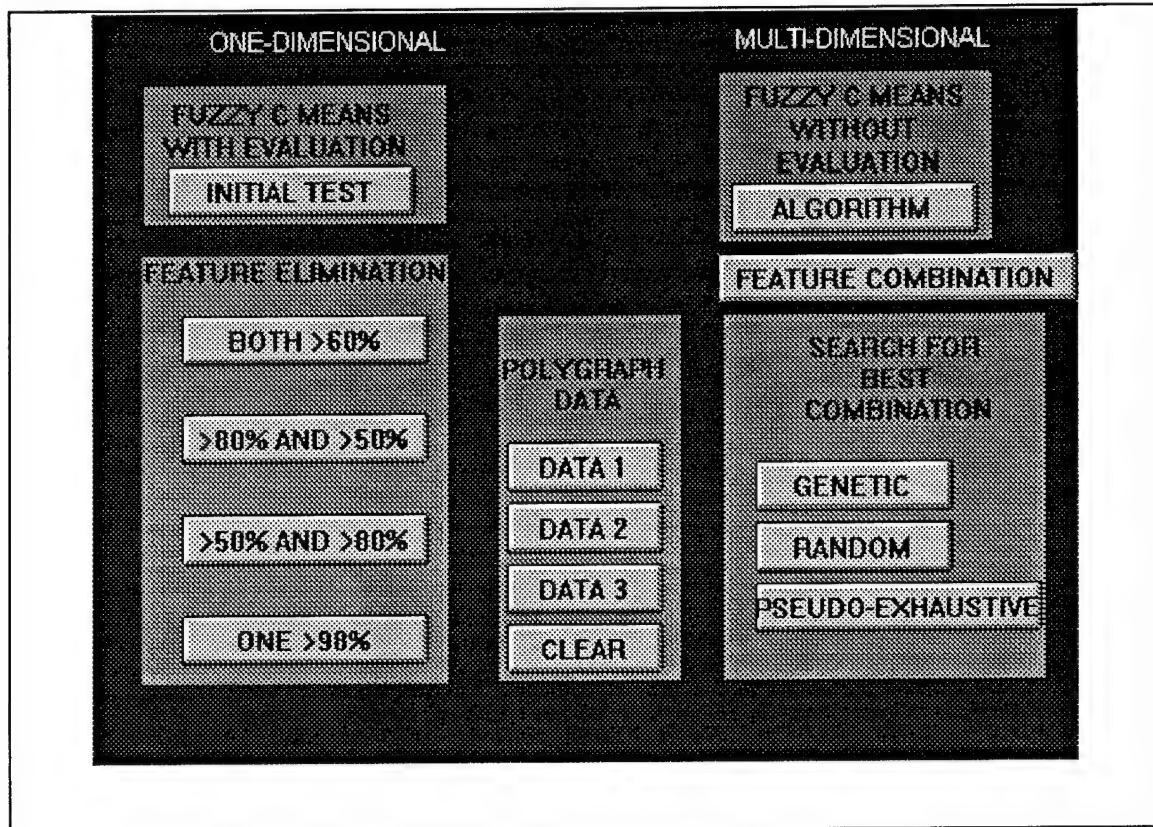 ONE-DIMENSIONAL
FUZZY C MEANS
WITH EVALUATION
INITIAL TEST
FEATURE ELIMINATION
BOTH >60%
>80% AND >50%
>50% AND >80%
ONE >90%
POLYGRAPH
DATA
DATA 1
DATA 2
DATA 3
CLEAR
MULTI-DIMENSIONAL
FUZZY C MEANS
WITHOUT
EVALUATION
ALGORITHM
FEATURE COMBINATION
SEARCH FOR
BEST
COMBINATION
GENETIC
RANDOM
PSEUDO-EXHAUSTIVE